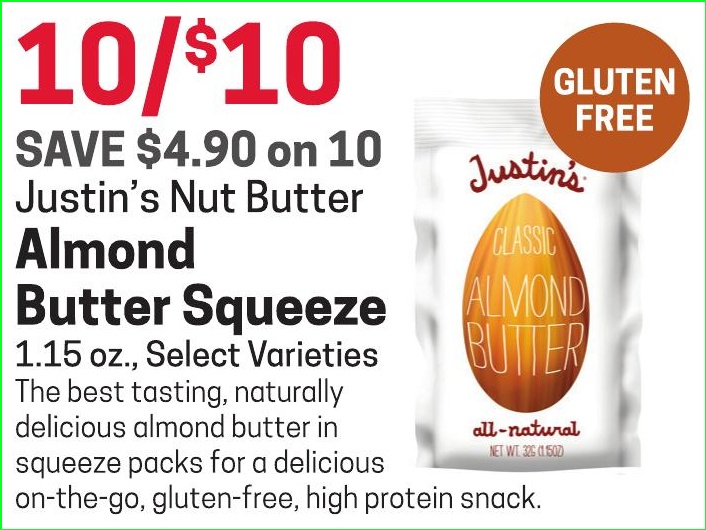 10/$10
SAVE $4.90 on 10
Justin's Nut Butter
Almond
Butter Squeeze
1.15 oz., Select Varieties
The best tasting, naturally
delicious almond butter in
squeeze packs for a delicious
on-the-go, gluten-free, high protein snack.
GLUTEN
FREE
Justin's
CLASSIC
ALMOND
BUTTER
all-natural
NET WT. 32G (1.15OZ)